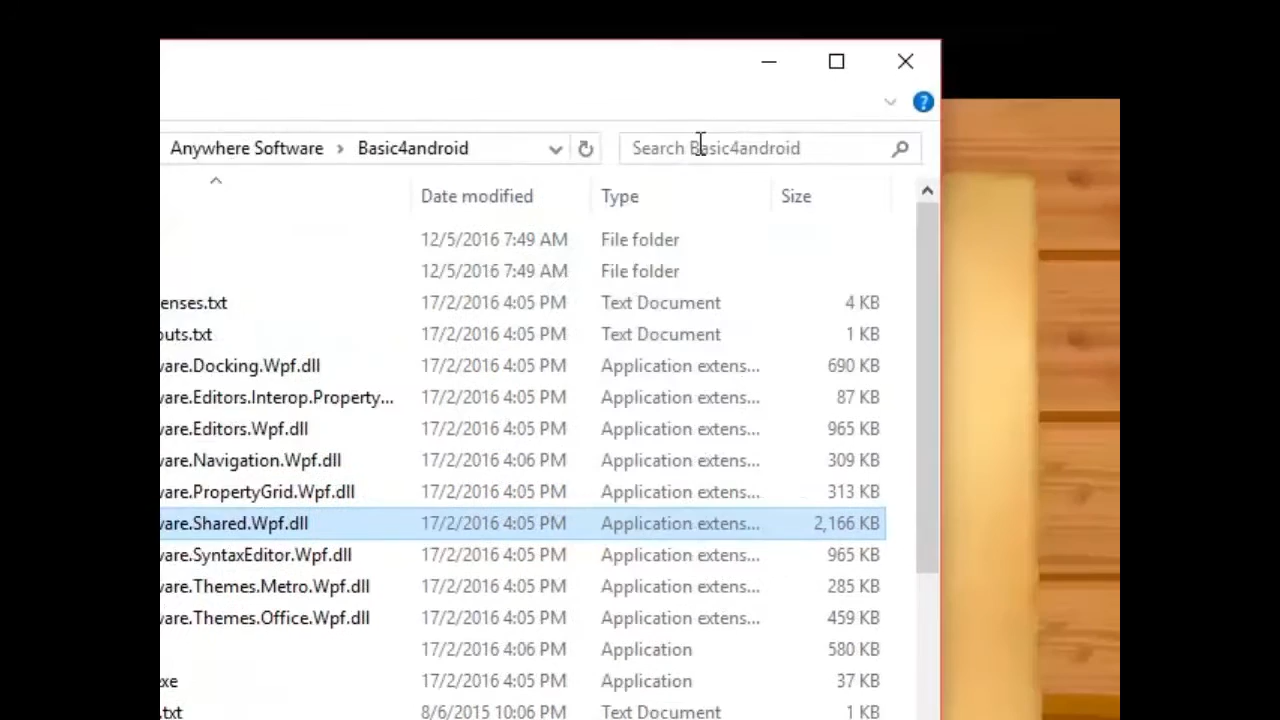 ?
Anywhere Software > Basic4android Search Basic4android
Date modified Type Size
12/5/2016 7:49 AM File folder
12/5/2016 7:49 AM File folder
enses.txt 17/2/2016 4:05 PM Text Document 4 KB
outs.txt 17/2/2016 4:05 PM Text Document 1 KB
ware.Docking.Wpf.dll 17/2/2016 4:05 PM Application extens... 690 KB
ware.Editors.Interop.Property... 17/2/2016 4:05 PM Application extens... 87 KB
ware.Editors.Wpf.dll 17/2/2016 4:05 PM Application extens... 965 KB
ware.Navigation.Wpf.dll 17/2/2016 4:06 PM Application extens... 309 KB
ware.PropertyGrid.Wpf.dll 17/2/2016 4:05 PM Application extens... 313 KB
ware.Shared.Wpf.dll 17/2/2016 4:05 PM Application extens... 2,166 KB
ware.SyntaxEditor.Wpf.dll 17/2/2016 4:05 PM Application extens... 965 KB
ware.Themes.Metro.Wpf.dll 17/2/2016 4:05 PM Application extens... 285 KB
ware.Themes.Office.Wpf.dll 17/2/2016 4:05 PM Application extens... 459 KB
17/2/2016 4:06 PM Application 580 KB
xe 17/2/2016 4:05 PM Application 37 KB
.txt 8/6/2015 10:06 PM Text Document 1 KB